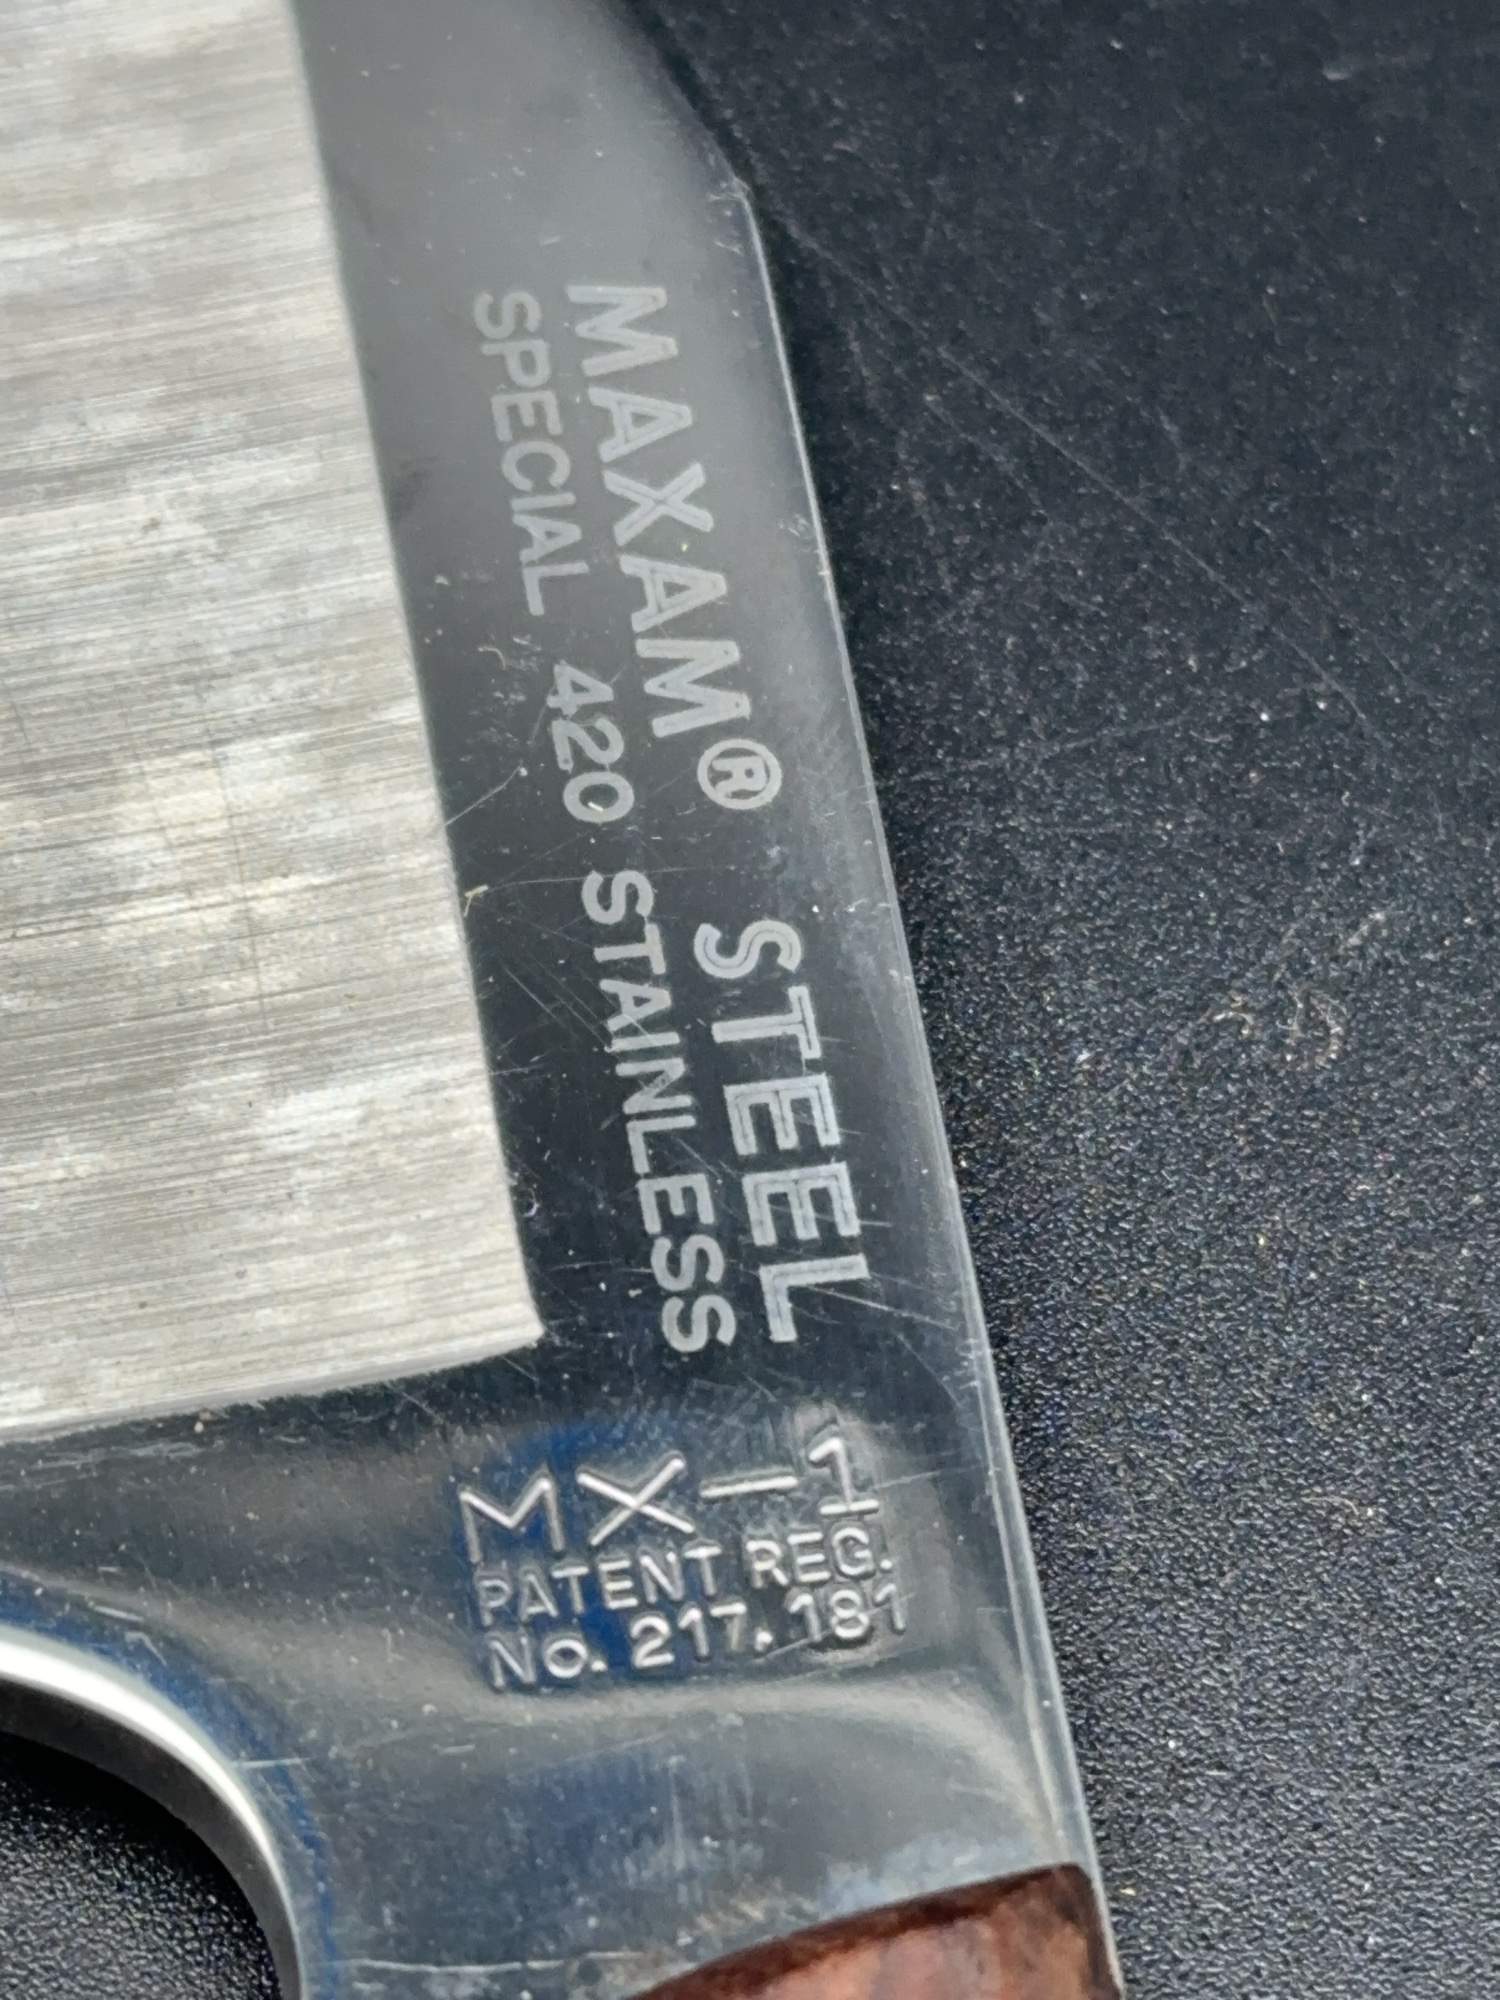 MAXAM® STEEL
SPECIAL 420 STAINLESS
MX-1
PATENT REG.
No. 217.181